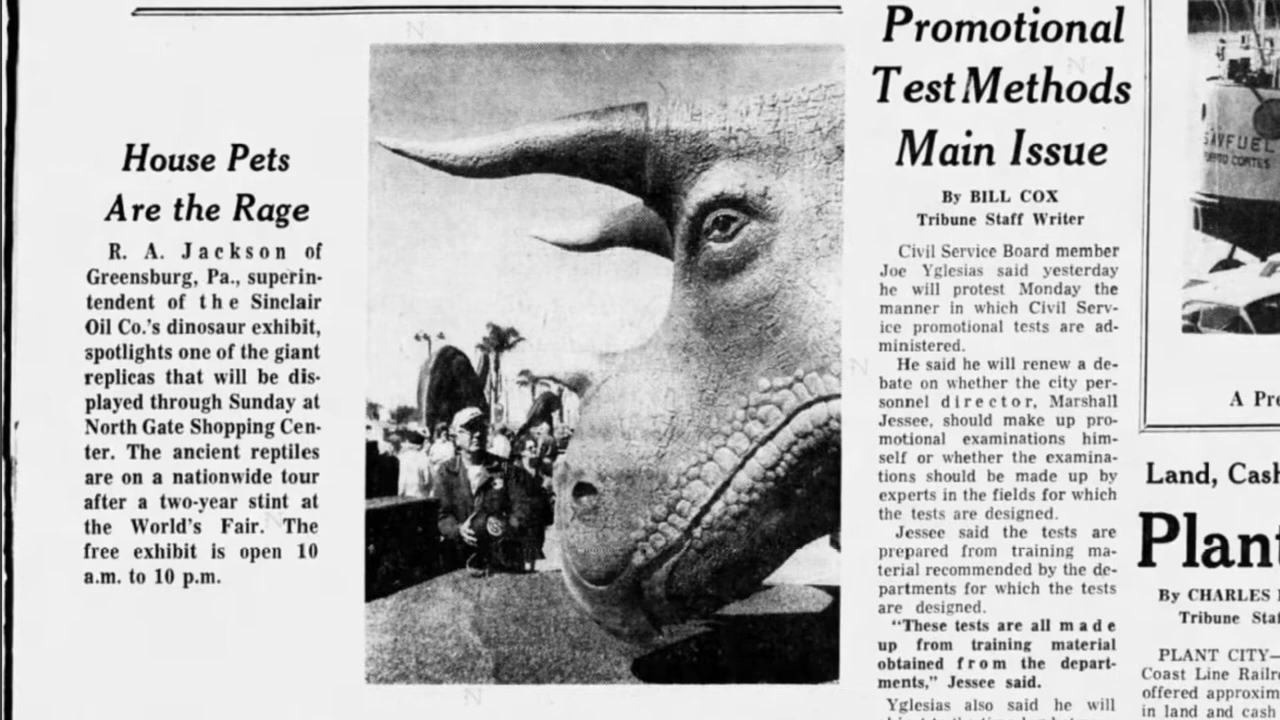 House Pets
Are the Rage
R. A. Jackson of
Greensburg, Pa., superin-
tendent of the Sinclair
Oil Co.'s dinosaur exhibit,
spotlights one of the giant
replicas that will be dis-
played through Sunday at
North Gate Shopping Cen-
ter. The ancient reptiles
are on a nationwide tour
after a two-year stint at
the World's Fair. The
free exhibit is open 10
a.m. to 10 p.m.
Promotional
Test Methods
Main Issue
By BILL COX
Tribune Staff Writer
Civil Service Board member
Joe Yglesias said yesterday
he will protest Monday the
manner in which Civil Serv-
ice promotional tests are ad-
ministered.
He said he will renew a de-
bate on whether the city per-
sonnel director, Marshall
Jessee, should make up pro-
motional examinations him-
self or whether the examina-
tions should be made up by
experts in the fields for which
the tests are designed.
Jessee said the tests are
prepared from training ma-
terial recommended by the de-
partments for which the tests
are designed.
"These tests are all made
up from training material
obtained from the depart-
ments," Jessee said.
Yglesias also said he will
CORTES
A Pre
Land, Cash
Plant
By CHARLES
Tribune Staf
PLANT CITY—
Coast Line Railr
offered approxim
in land and cash